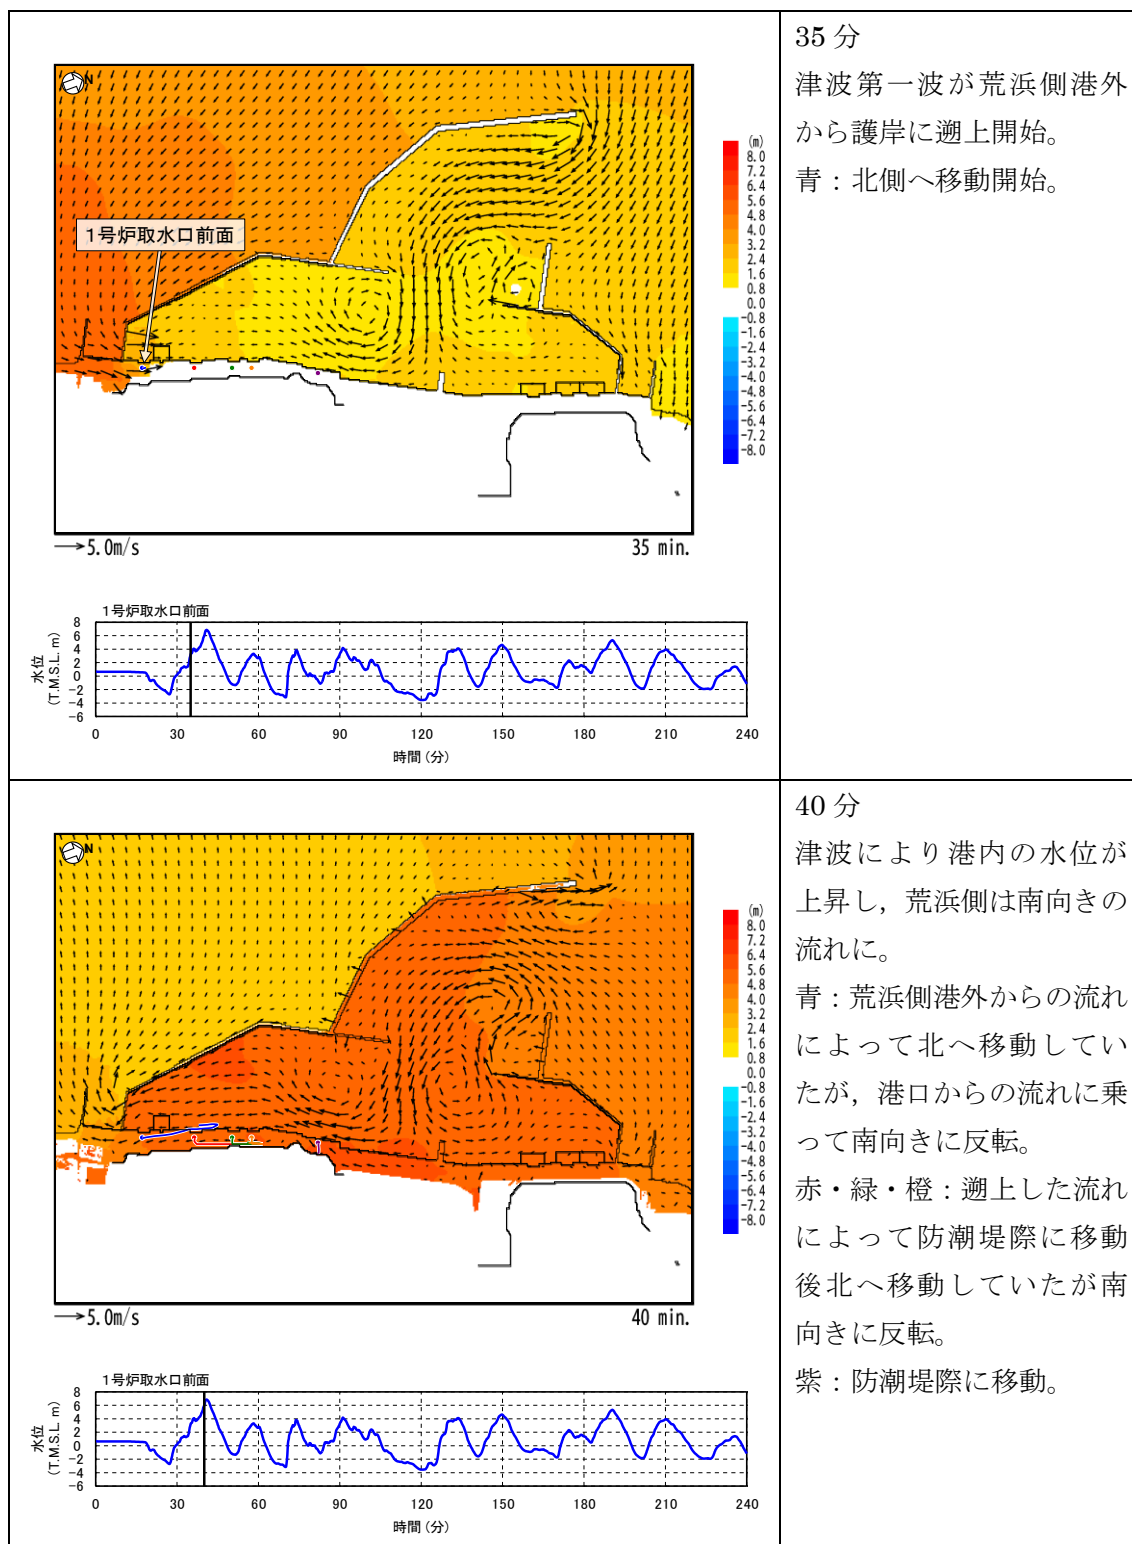 35 分
津波第一波が荒浜側港外
から護岸に遡上開始。
青：北側へ移動開始。
N
1号炉取水口前面
(m)
8.0
7.2
6.4
5.6
4.8
4.0
3.2
2.4
1.6
0.8
0.0
-0.8
-1.6
-2.4
-3.2
-4.0
-4.8
-5.6
-6.4
-7.2
-8.0
5.0m/s
35 min.
1号炉取水口前面
水位
(T.M.S.L. m)
8
6
4
2
0
-2
-4
-6
0 30 60 90 120 150 180 210 240
時間(分)
40 分
津波により港内の水位が
上昇し，荒浜側は南向きの
流れに。
青：荒浜側港外からの流れ
によって北へ移動してい
たが，港口からの流れに乗
って南向きに反転。
赤・緑・橙：遡上した流れ
によって防潮堤際に移動
後北へ移動していたが南
向きに反転。
紫：防潮堤際に移動。
N
(m)
8.0
7.2
6.4
5.6
4.8
4.0
3.2
2.4
1.6
0.8
0.0
-0.8
-1.6
-2.4
-3.2
-4.0
-4.8
-5.6
-6.4
-7.2
-8.0
5.0m/s
40 min.
1号炉取水口前面
水位
(T.M.S.L. m)
8
6
4
2
0
-2
-4
-6
0 30 60 90 120 150 180 210 240
時間(分)